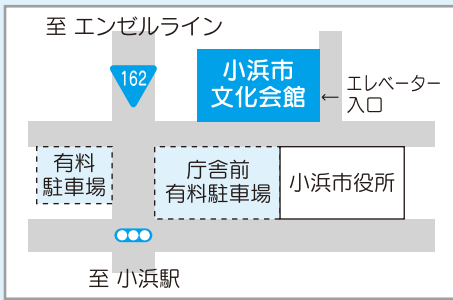 至 エンゼルライン
162
小浜市
文化会館
← エレベーター
入口
有料
駐車場
庁舎前
有料駐車場
小浜市役所
至 小浜駅